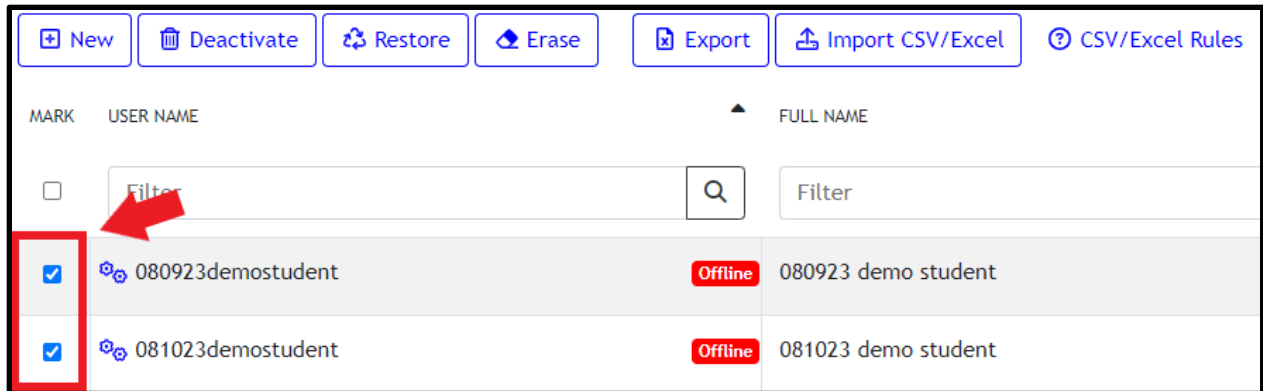 New Deactivate Restore Erase Export Import CSV/Excel CSV/Excel Rules
MARK USER NAME FULL NAME
Filter Filter
080923demostudent Offline 080923 demo student
081023demostudent Offline 081023 demo student